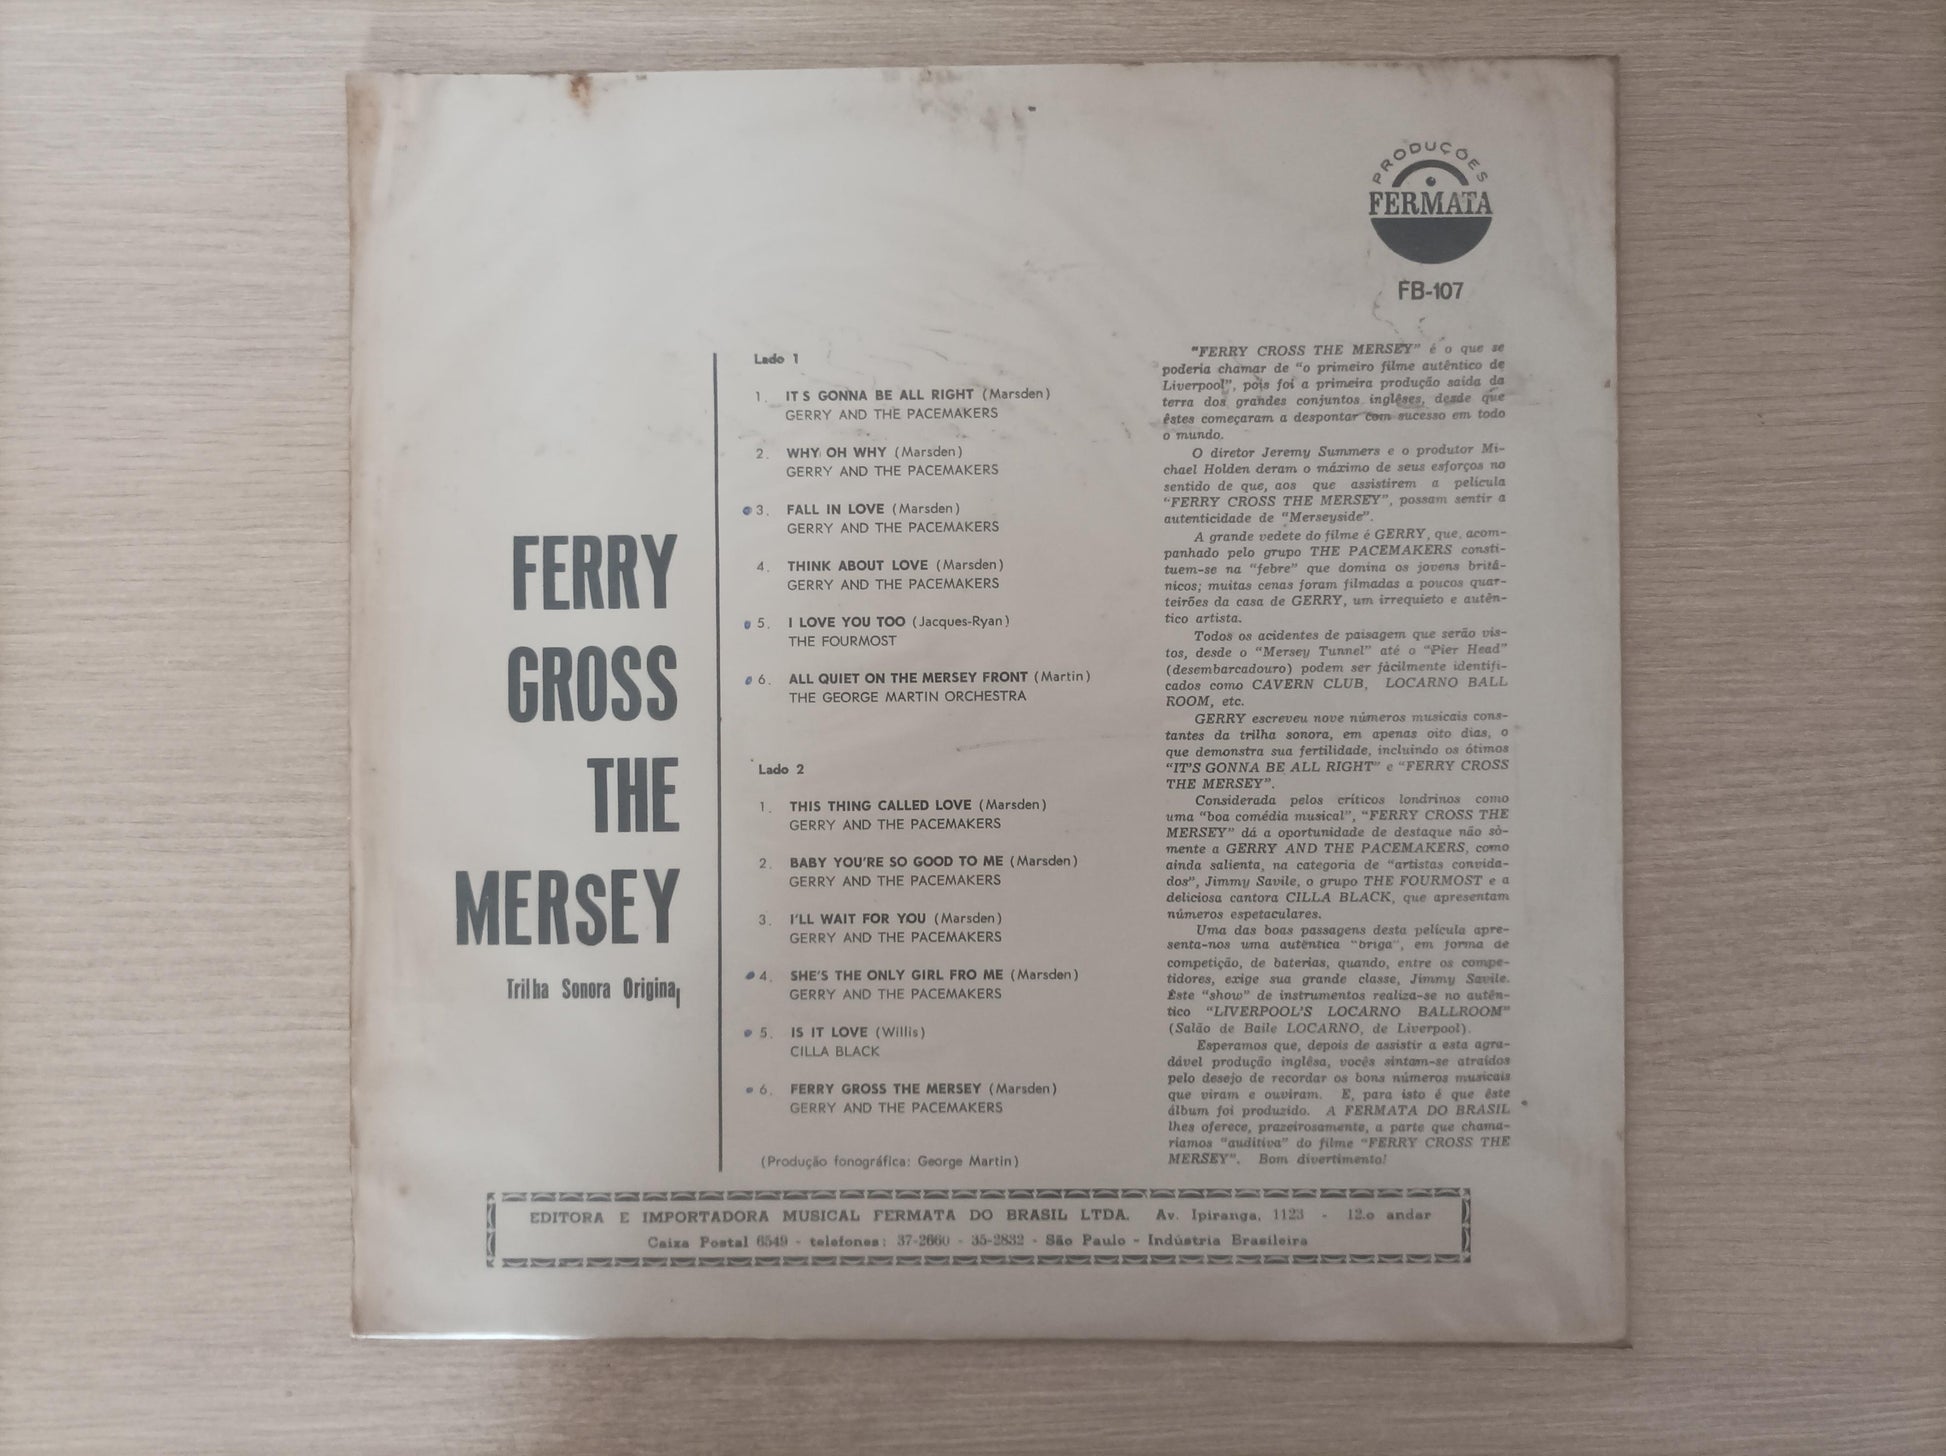 PRODUÇÕES
FERMATA
FB-107
FERRY
GROSS
THE
MERSEY
Trilha Sonora Original
Lado 1
1. IT S GONNA BE ALL RIGHT (Marsden)
GERRY AND THE PACEMAKERS
2. WHY OH WHY (Marsden)
GERRY AND THE PACEMAKERS
3. FALL IN LOVE (Marsden)
GERRY AND THE PACEMAKERS
4. THINK ABOUT LOVE (Marsden)
GERRY AND THE PACEMAKERS
5. I LOVE YOU TOO (Jacques-Ryan)
THE FOURMOST
6. ALL QUIET ON THE MERSEY FRONT (Martin)
THE GEORGE MARTIN ORCHESTRA
Lado 2
1. THIS THING CALLED LOVE (Marsden)
GERRY AND THE PACEMAKERS
2. BABY YOU'RE SO GOOD TO ME (Marsden)
GERRY AND THE PACEMAKERS
3. I'LL WAIT FOR YOU (Marsden)
GERRY AND THE PACEMAKERS
4. SHE'S THE ONLY GIRL FRO ME (Marsden)
GERRY AND THE PACEMAKERS
5. IS IT LOVE (Willis)
CILLA BLACK
6. FERRY GROSS THE MERSEY (Marsden)
GERRY AND THE PACEMAKERS
(Produção fonográfica: George Martin)
"FERRY CROSS THE MERSEY" é o que se
poderia chamar de "o primeiro filme autêntico de
Liverpool", pois foi a primeira produção saída da
terra dos grandes conjuntos inglêses, desde que
êstes começaram a despontar com sucesso em todo
o mundo.
O diretor Jeremy Summers e o produtor Mi-
chael Holden deram o máximo de seus esforços no
sentido de que, aos que assistirem a película
"FERRY CROSS THE MERSEY", possam sentir a
autenticidade de "Merseyside".
A grande vedete do filme é GERRY, que, acom-
panhado pelo grupo THE PACEMAKERS consti-
tuem-se na "febre" que domina os jovens britâ-
nicos; muitas cenas foram filmadas a poucos quar-
teirões da casa de GERRY, um irrequieto e autên-
tico artista.
Todos os acidentes de paisagem que serão vis-
tos, desde o "Mersey Tunnel" até o "Pier Head"
(desembarcadouro) podem ser fàcilmente identifi-
cados como CAVERN CLUB, LOCARNO BALL
ROOM, etc.
GERRY escreveu nove números musicais cons-
tantes da trilha sonora, em apenas oito dias, o
que demonstra sua fertilidade, incluindo os ótimos
"IT'S GONNA BE ALL RIGHT" e "FERRY CROSS
THE MERSEY".
Considerada pelos críticos londrinos como
uma "boa comédia musical", "FERRY CROSS THE
MERSEY" dá a oportunidade de destaque não sò-
mente a GERRY AND THE PACEMAKERS, como
ainda salienta, na categoria de "artistas convida-
dos", Jimmy Savile, o grupo THE FOURMOST e a
deliciosa cantora CILLA BLACK, que apresentam
números espetaculares.
Uma das boas passagens desta película apre-
senta-nos uma autêntica "briga", em forma de
competição, de baterias, quando, entre os compe-
tidores, exige sua grande classe, Jimmy Savile.
Êste "show" de instrumentos realiza-se no autên-
tico "LIVERPOOL'S LOCARNO BALLROOM"
(Salão de Baile LOCARNO, de Liverpool).
Esperamos que, depois de assistir a esta agra-
dável produção inglêsa, vocês sintam-se atraídos
pelo desejo de recordar os bons números musicais
que viram e ouviram. E, para isto é que êste
álbum foi produzido. A FERMATA DO BRASIL
lhes oferece, prazeirosamente, a parte que chama-
ríamos "auditiva" do filme "FERRY CROSS THE
MERSEY". Bom divertimento!
EDITORA E IMPORTADORA MUSICAL FERMATA DO BRASIL LTDA. Av. Ipiranga, 1123 - 12.o andar
Caixa Postal 6549 - telefones: 37-2660 - 35-2832 - São Paulo - Indústria Brasileira